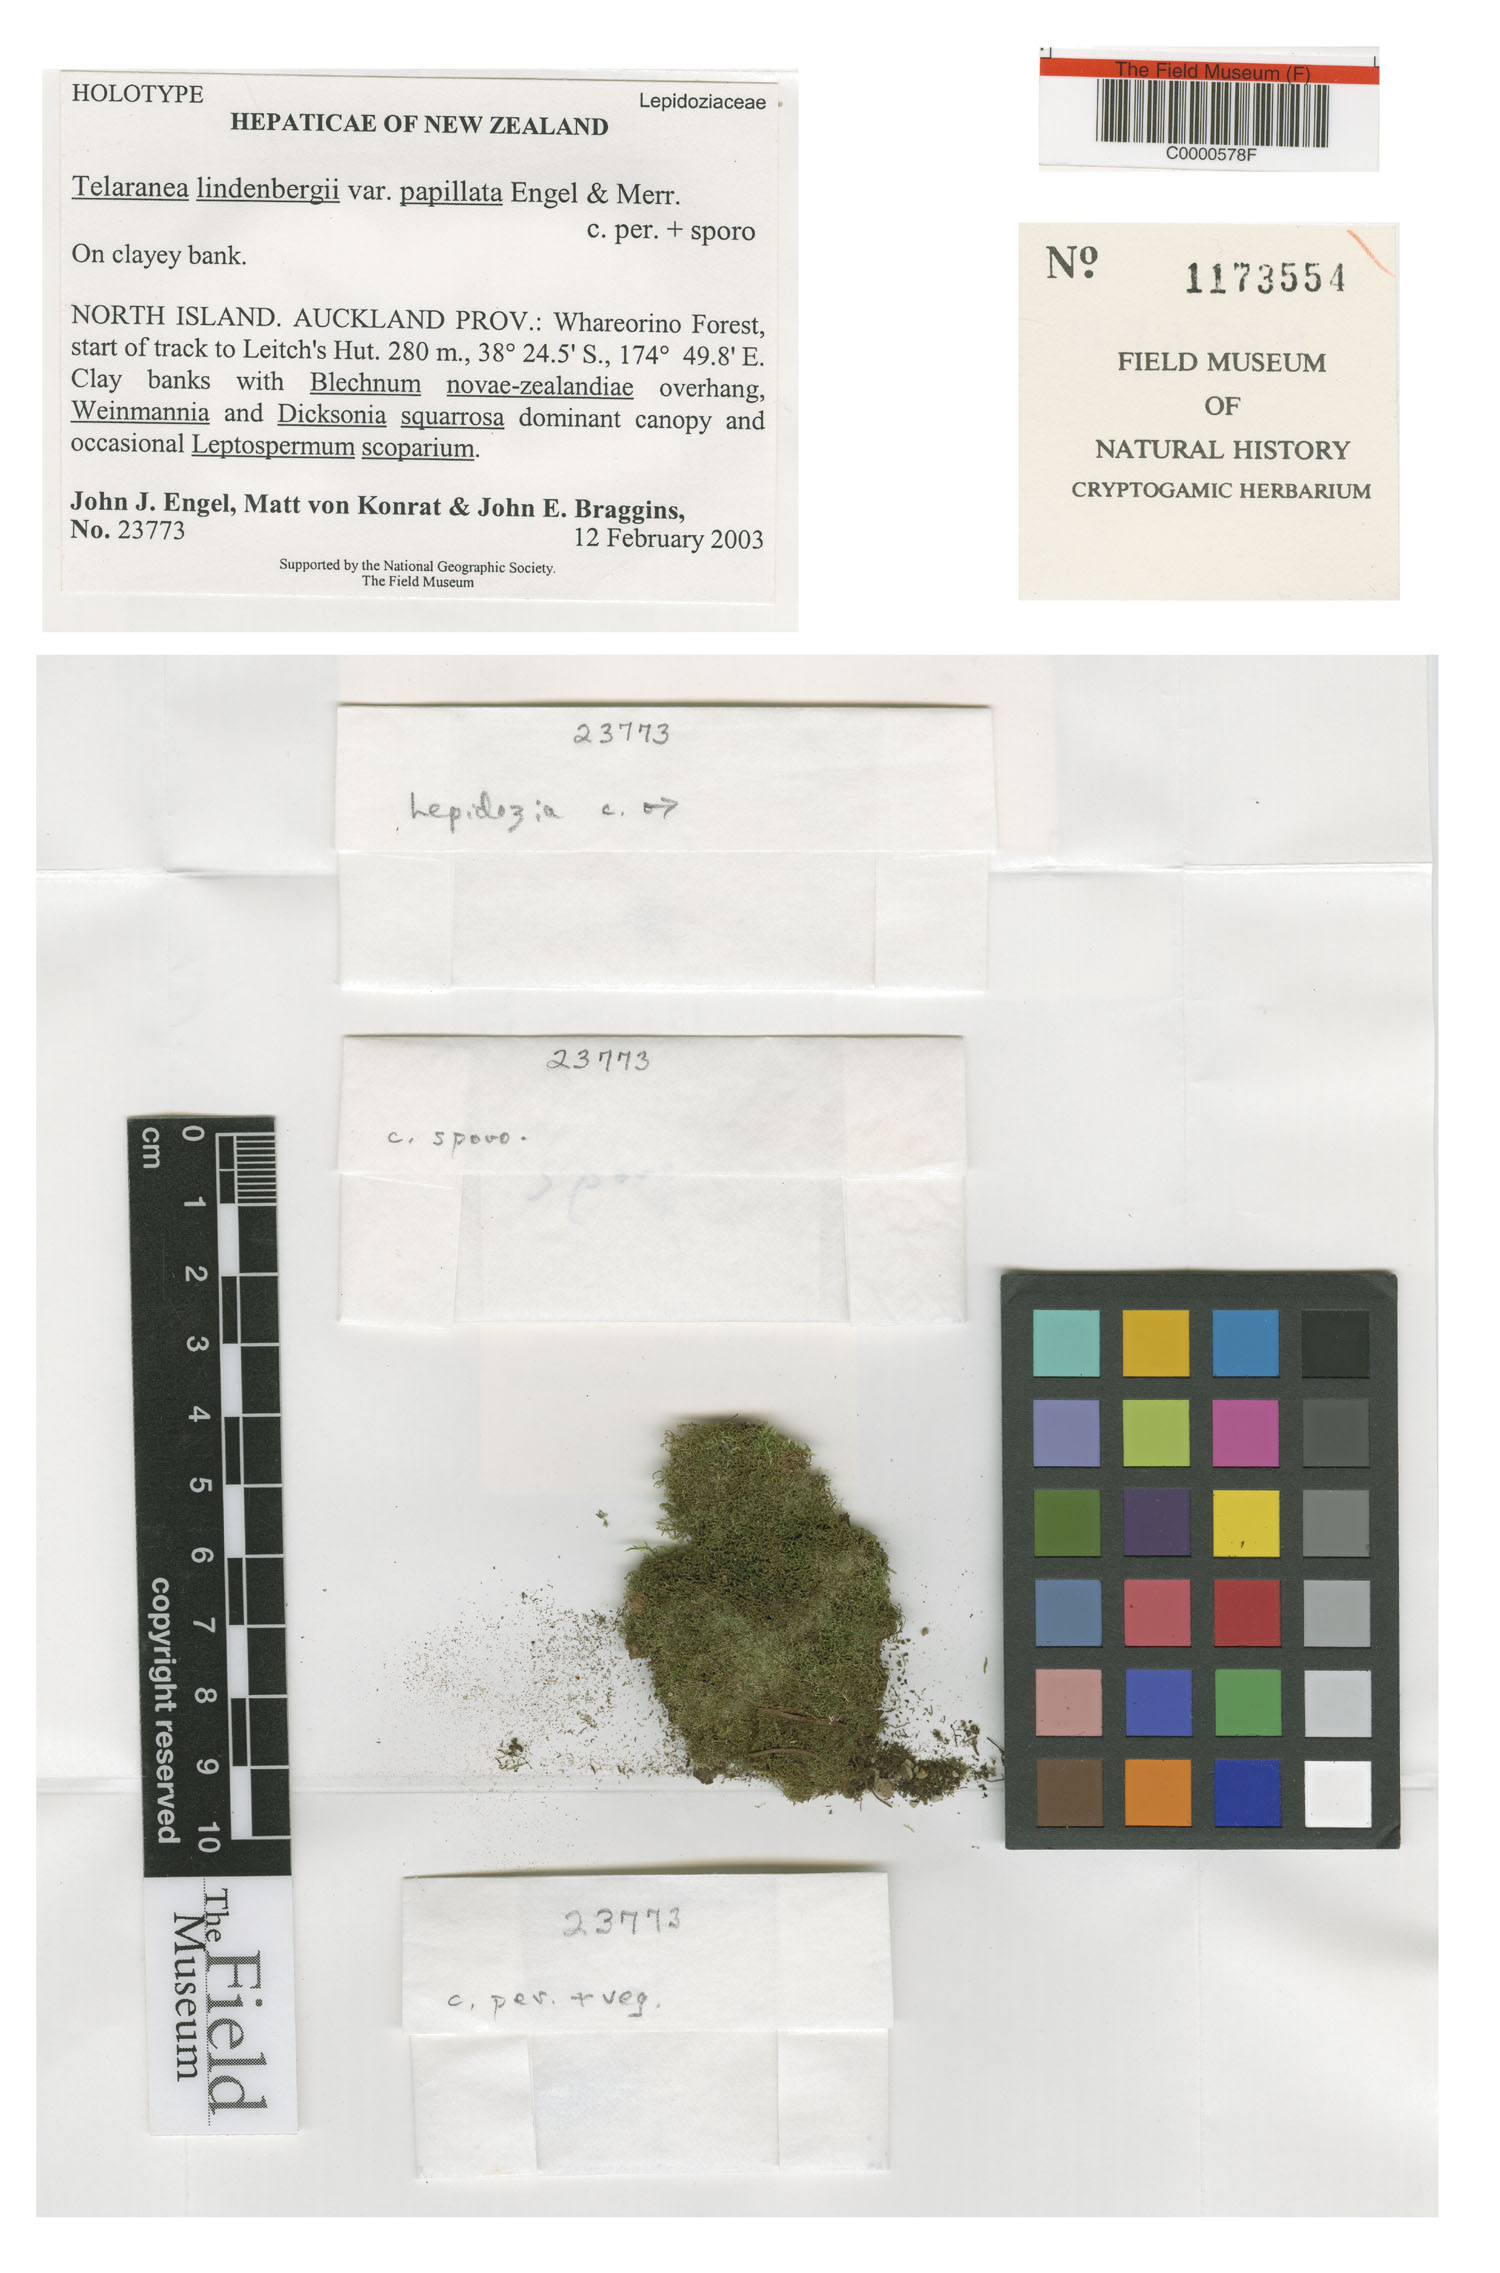 HOLOTYPE
Lepidoziaceae
HEPATICAE OF NEW ZEALAND
Telaranea lindenbergii var. papillata Engel & Merr.
c. per. + sporo
On clayey bank.
NORTH ISLAND. AUCKLAND PROV.: Whareorino Forest,
start of track to Leitch's Hut. 280 m., 38° 24.5' S., 174° 49.8' E.
Clay banks with Blechnum novae-zealandiae overhang,
Weinmannia and Dicksonia squarrosa dominant canopy and
occasional Leptospermum scoparium.
John J. Engel, Matt von Konrat & John E. Braggins,
No. 23773
12 February 2003
Supported by the National Geographic Society.
The Field Museum
The Field Museum (F)
C0000578F
Nº 1173554
FIELD MUSEUM
OF
NATURAL HISTORY
CRYPTOGAMIC HERBARIUM
23773
Lepidozia c. ♂
23773
c. sporo.
23773
c. per. + veg.
cm
0
1
2
3
4
5
6
7
8
9
10
copyright reserved
The Field
Museum